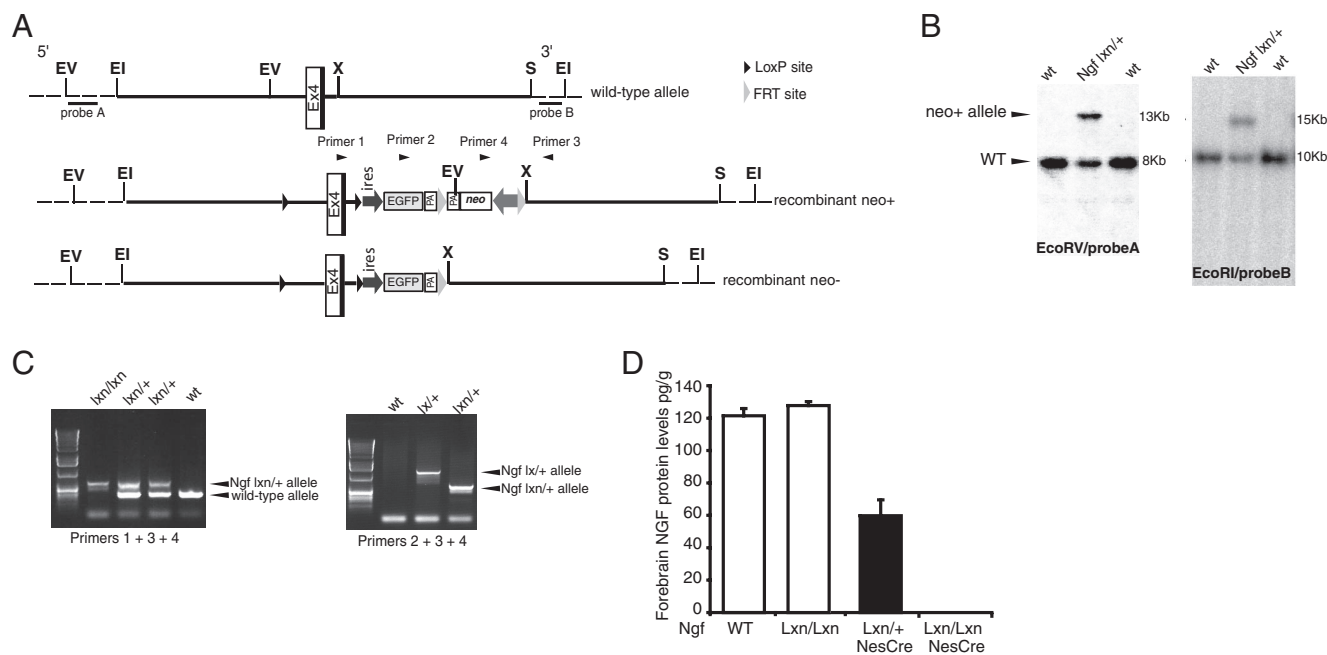 A
5' 3'
EV EI EV X S EI
Ex4
probe A probe B
wild-type allele
LoxP site
FRT site
Primer 1 Primer 2 Primer 4 Primer 3
EV EI EV X S EI
Ex4 ires EGFP PA PA neo
recombinant neo+
EV EI X S EI
Ex4 ires EGFP PA
recombinant neo-
B
wt Ngf lxn/+ wt
neo+ allele 13Kb
WT 8Kb
EcoRV/probeA
wt Ngf lxn/+ wt
15Kb
10Kb
EcoRI/probeB
C
lxn/lxn lxn/+ lxn/+ wt
Ngf lxn/+ allele
wild-type allele
Primers 1 + 3 + 4
wt lx/+ lxn/+
Ngf lx/+ allele
Ngf lxn/+ allele
Primers 2 + 3 + 4
D
Forebrain NGF protein levels pg/g
140
120
100
80
60
40
20
0
Ngf WT Lxn/Lxn Lxn/+ Lxn/Lxn
NesCre NesCre